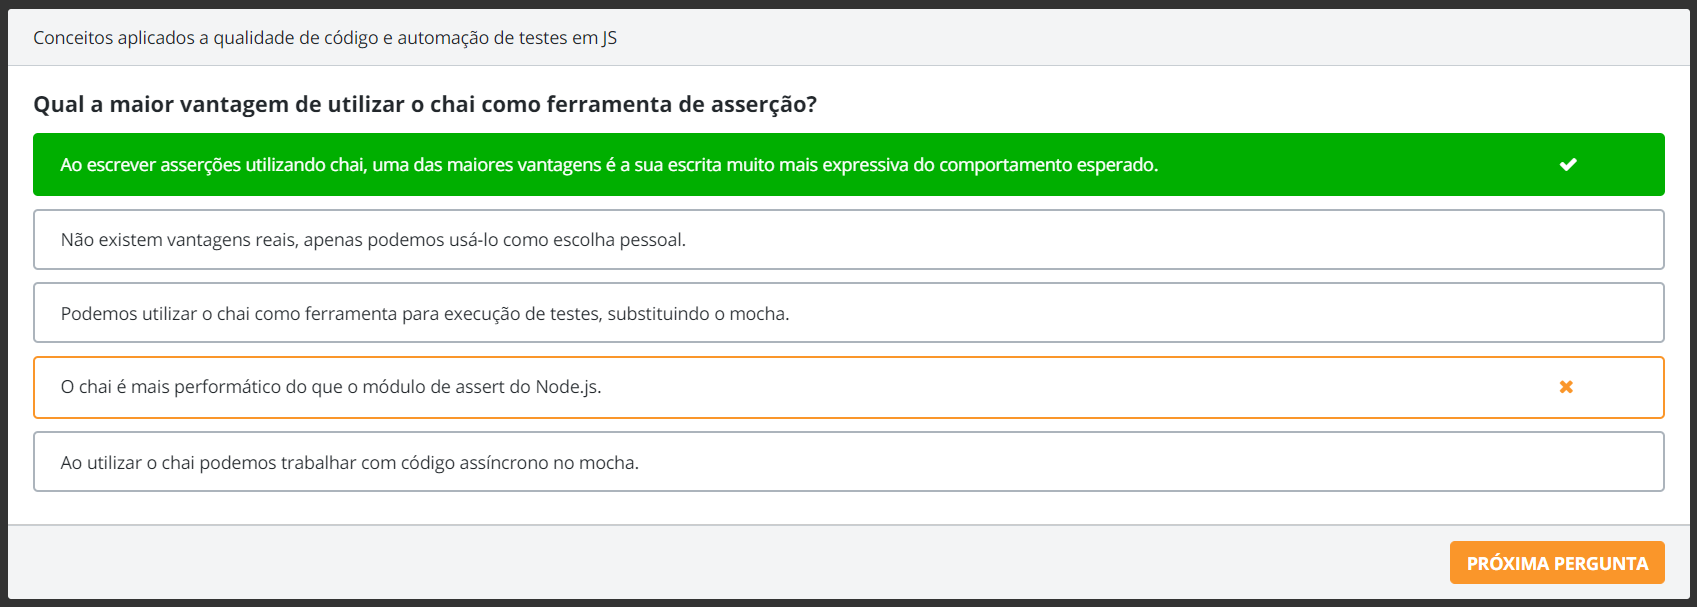 Conceitos aplicados a qualidade de código e automação de testes em JS
Qual a maior vantagem de utilizar o chai como ferramenta de asserção?
Ao escrever asserções utilizando chai, uma das maiores vantagens é a sua escrita muito mais expressiva do comportamento esperado.
Não existem vantagens reais, apenas podemos usá-lo como escolha pessoal.
Podemos utilizar o chai como ferramenta para execução de testes, substituindo o mocha.
O chai é mais performático do que o módulo de assert do Node.js.
Ao utilizar o chai podemos trabalhar com código assíncrono no mocha.
PRÓXIMA PERGUNTA